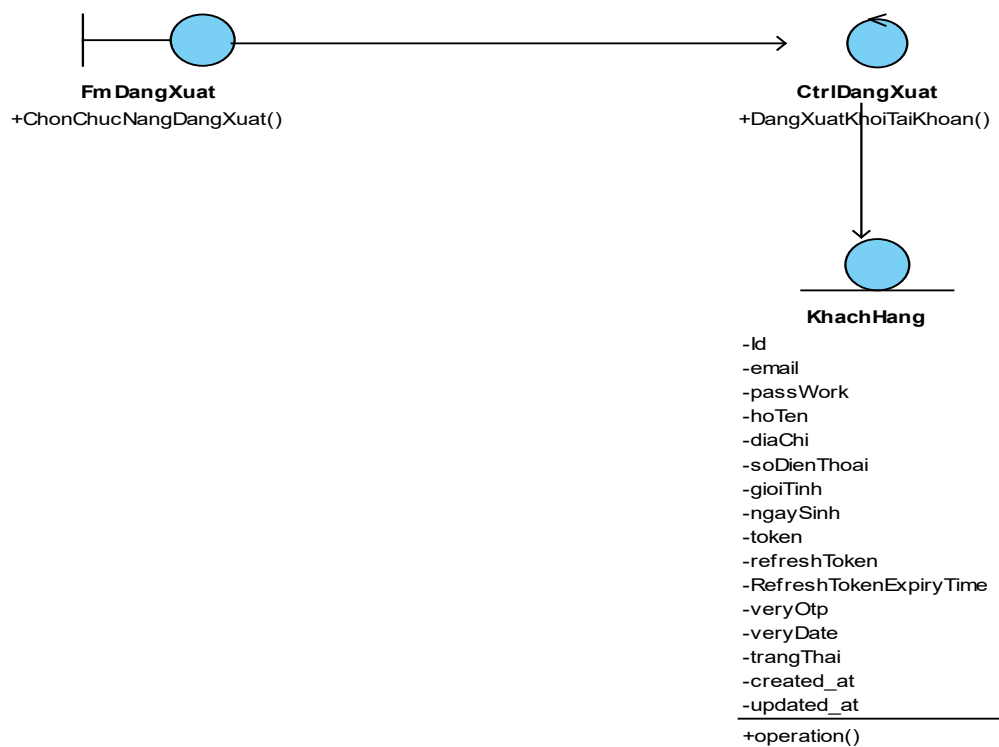 FmDangXuat
+ChonChucNangDangXuat()
CtrlDangXuat
+DangXuatKhoiTaiKhoan()
KhachHang
-Id
-email
-passWork
-hoTen
-diaChi
-soDienThoai
-gioiTinh
-ngaySinh
-token
-refreshToken
-RefreshTokenExpiryTime
-veryOtp
-veryDate
-trangThai
-created_at
-updated_at
+operation()